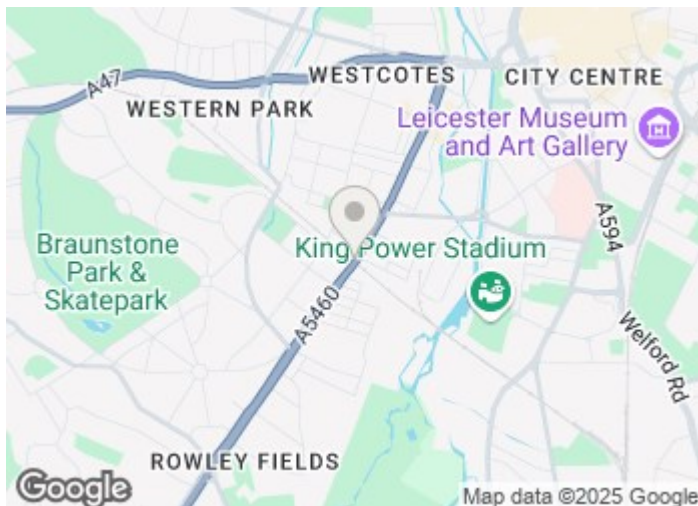 A47
WESTCOTES
CITY CENTRE
WESTERN PARK
Leicester Museum
and Art Gallery
A594
Braunstone
Park &
Skatepark
King Power Stadium
A5460
Welford Rd
ROWLEY FIELDS
Google
Map data ©2025 Google